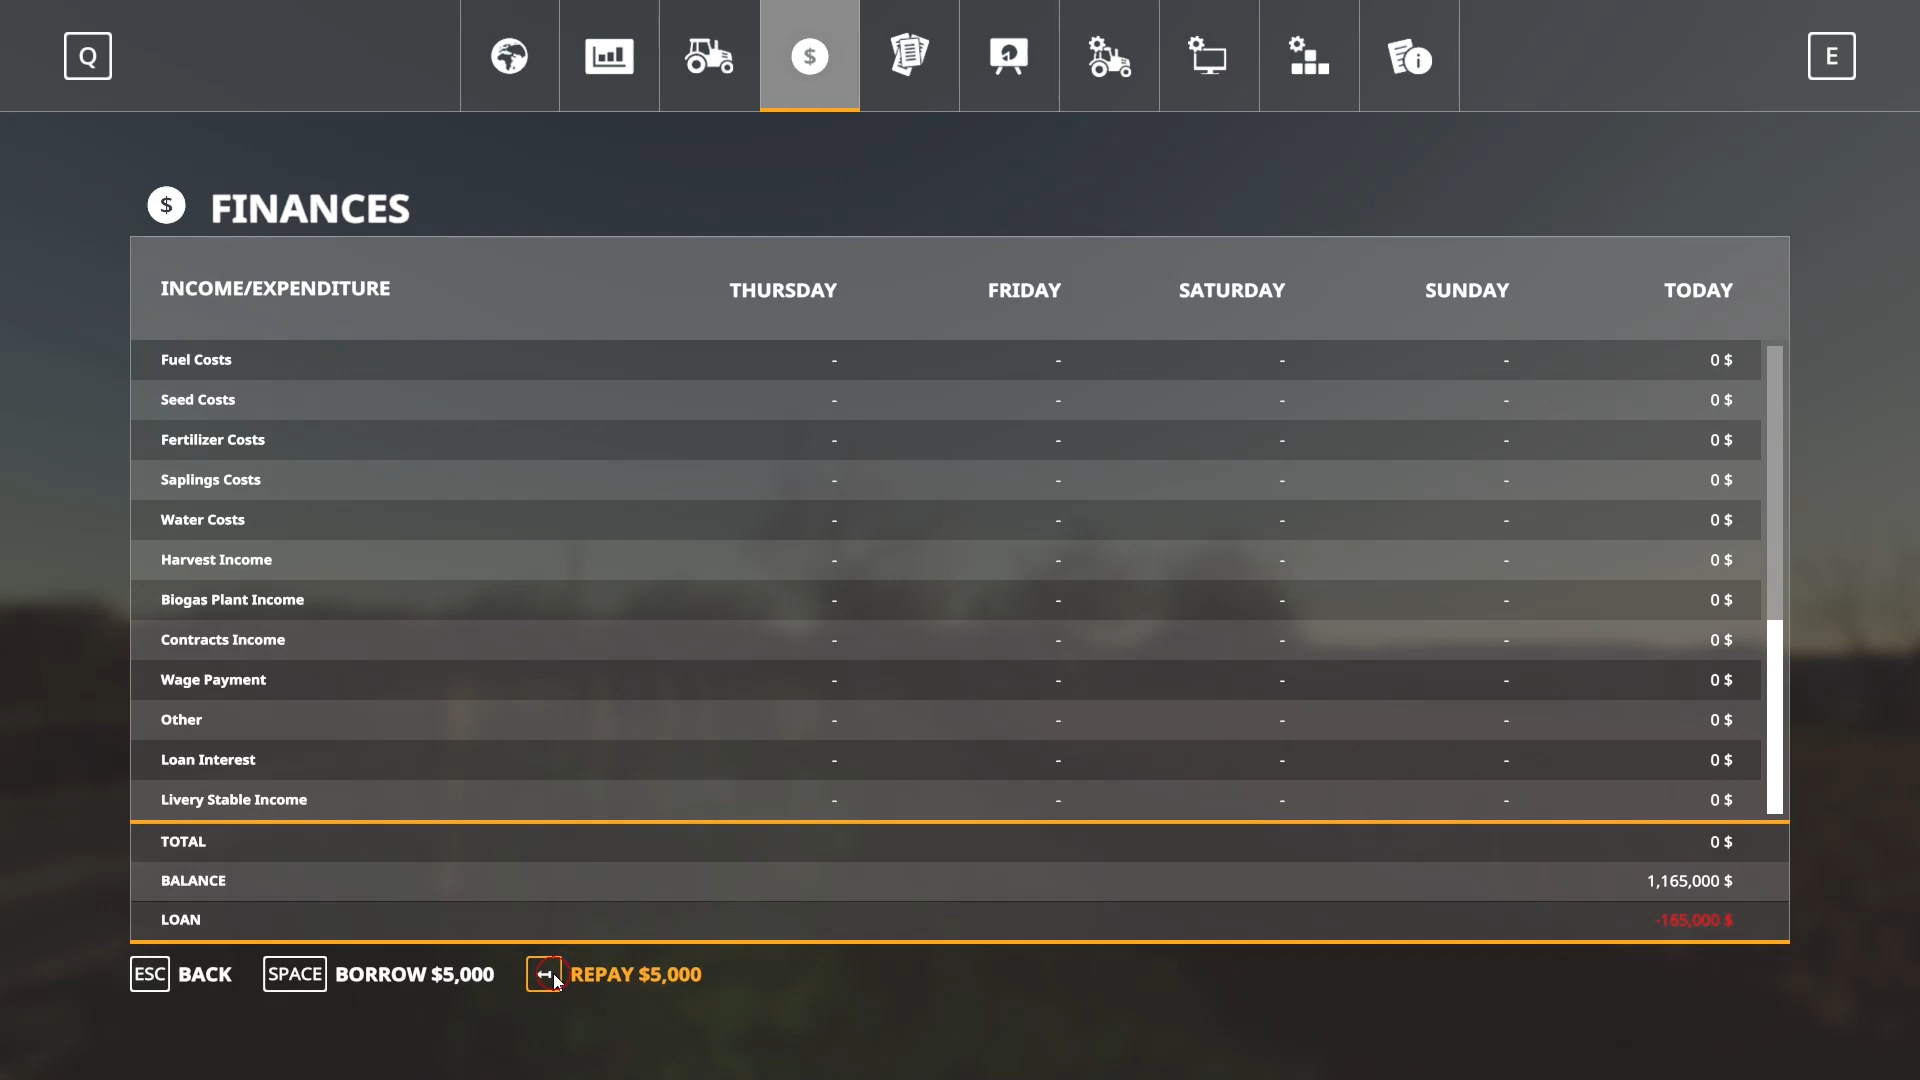 Q
$
1
i
E
$ FINANCES
INCOME/EXPENDITURE THURSDAY FRIDAY SATURDAY SUNDAY TODAY
Fuel Costs - - - - 0 $
Seed Costs - - - - 0 $
Fertilizer Costs - - - - 0 $
Saplings Costs - - - - 0 $
Water Costs - - - - 0 $
Harvest Income - - - - 0 $
Biogas Plant Income - - - - 0 $
Contracts Income - - - - 0 $
Wage Payment - - - - 0 $
Other - - - - 0 $
Loan Interest - - - - 0 $
Livery Stable Income - - - - 0 $
TOTAL 0 $
BALANCE 1,165,000 $
LOAN -165,000 $
ESC BACK SPACE BORROW $5,000 REPAY $5,000